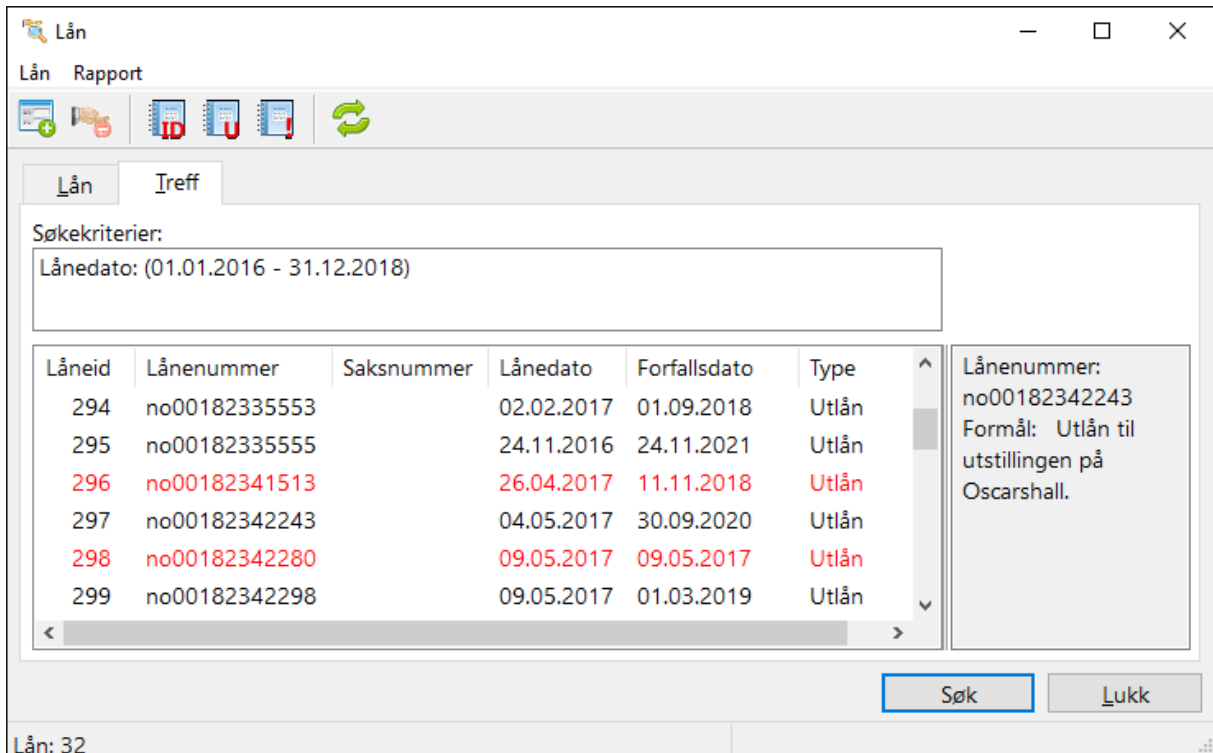 Lån
Lån Rapport
ID U !
Lån Treff
Søkekriterier:
Lånedato: (01.01.2016 - 31.12.2018)
Låneid Lånenummer Saksnummer Lånedato Forfallsdato Type
294 no00182335553 02.02.2017 01.09.2018 Utlån
295 no00182335555 24.11.2016 24.11.2021 Utlån
296 no00182341513 26.04.2017 11.11.2018 Utlån
297 no00182342243 04.05.2017 30.09.2020 Utlån
298 no00182342280 09.05.2017 09.05.2017 Utlån
299 no00182342298 09.05.2017 01.03.2019 Utlån
Lånenummer:
no00182342243
Formål: Utlån til
utstillingen på
Oscarshall.
Søk Lukk
Lån: 32